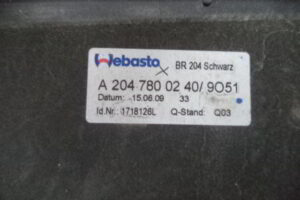 Webasto BR 204 Schwarz
A 204 780 02 40/ 9O51
Datum: -15.06.09 33
Id.Nr.: 1718126L Q-Stand: Q03